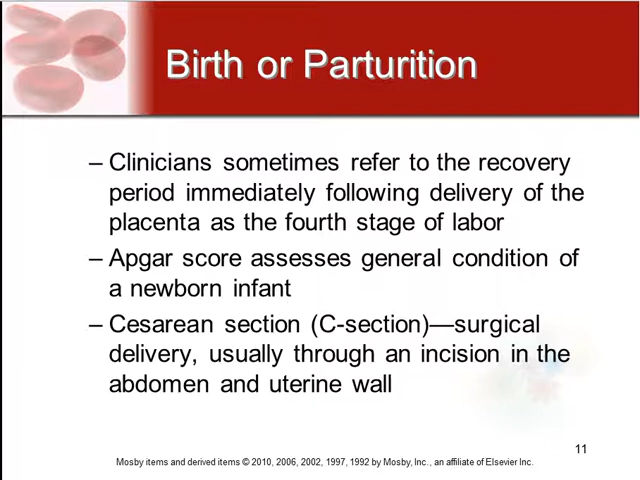 Birth or Parturition
– Clinicians sometimes refer to the recovery
period immediately following delivery of the
placenta as the fourth stage of labor
– Apgar score assesses general condition of
a newborn infant
– Cesarean section (C-section)—surgical
delivery, usually through an incision in the
abdomen and uterine wall
11
Mosby items and derived items © 2010, 2006, 2002, 1997, 1992 by Mosby, Inc., an affiliate of Elsevier Inc.